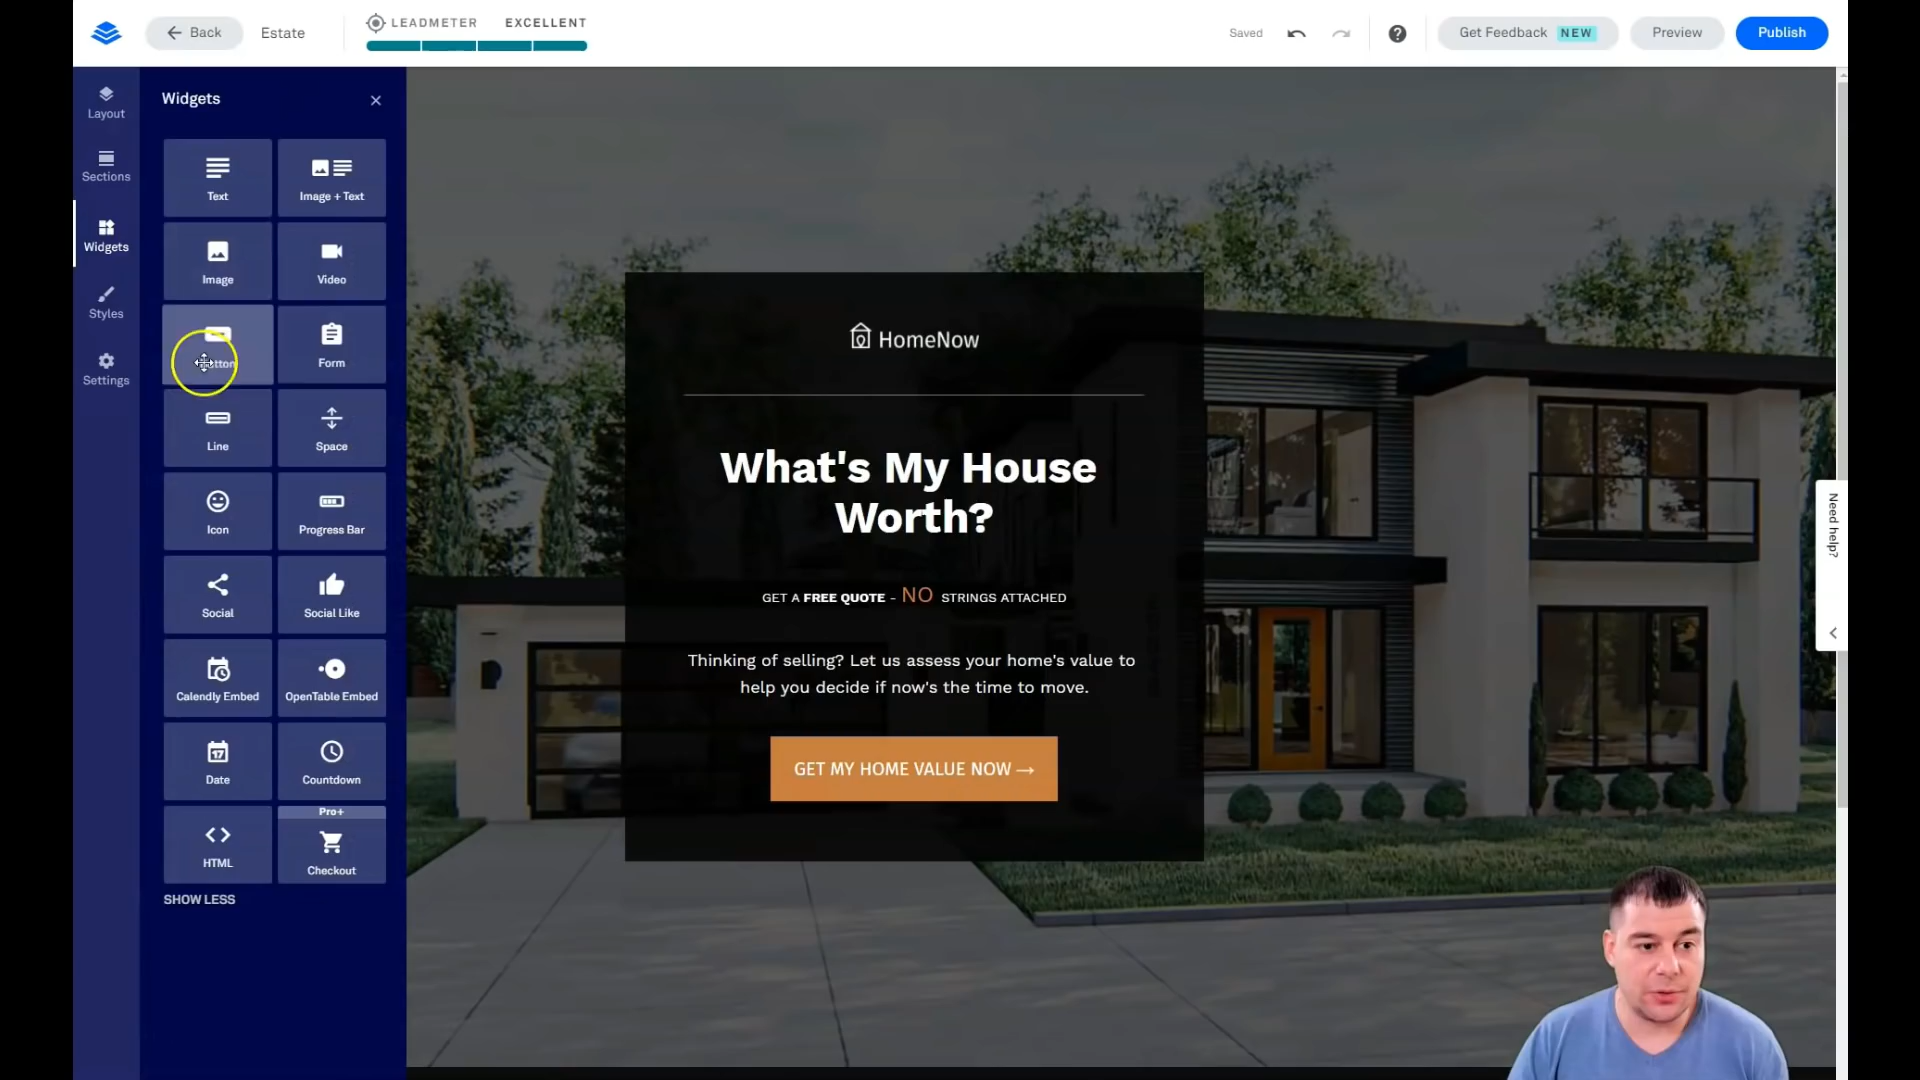 Back
Estate
LEADMETER EXCELLENT
Saved
Get Feedback NEW
Preview
Publish
Layout
Sections
Widgets
Styles
Settings
Widgets
Text
Image + Text
Image
Video
Form
Line
Space
Icon
Progress Bar
Social
Social Like
Calendly Embed
OpenTable Embed
17
Date
Countdown
HTML
Pro+
Checkout
SHOW LESS
HomeNow
What's My House
Worth?
GET A FREE QUOTE - NO STRINGS ATTACHED
Thinking of selling? Let us assess your home's value to
help you decide if now's the time to move.
GET MY HOME VALUE NOW →
Need help?